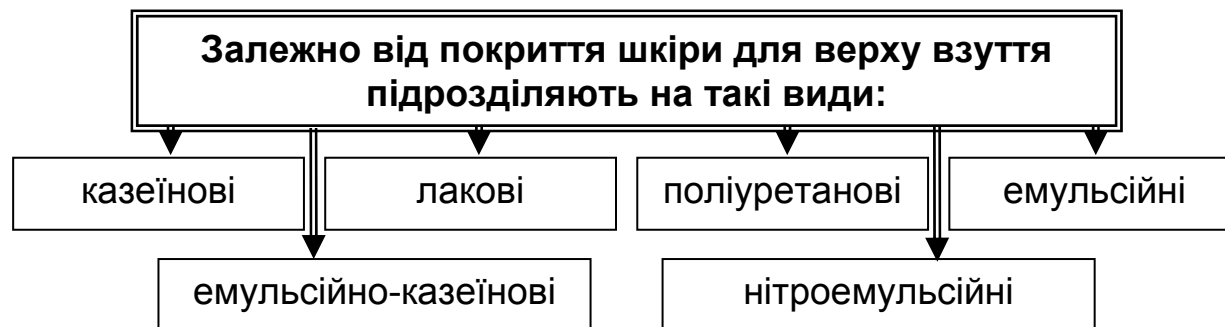 Залежно від покриття шкіри для верху взуття
підрозділяють на такі види:
казеїнові
лакові
поліуретанові
емульсійні
емульсійно-казеїнові
нітроемульсійні